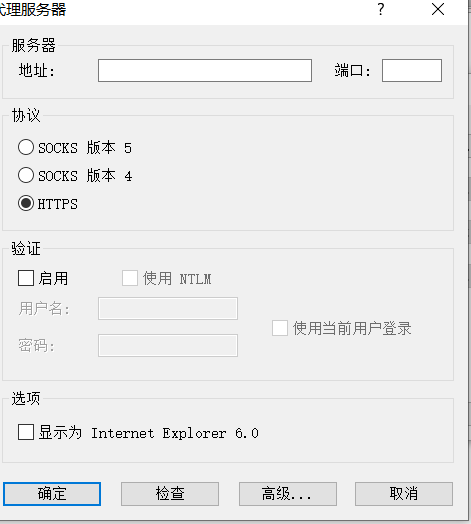 代理服务器
服务器
地址: 端口:
协议
SOCKS 版本 5
SOCKS 版本 4
HTTPS
验证
启用 使用 NTLM
用户名:
使用当前用户登录
密码:
选项
显示为 Internet Explorer 6.0
确定 检查 高级... 取消